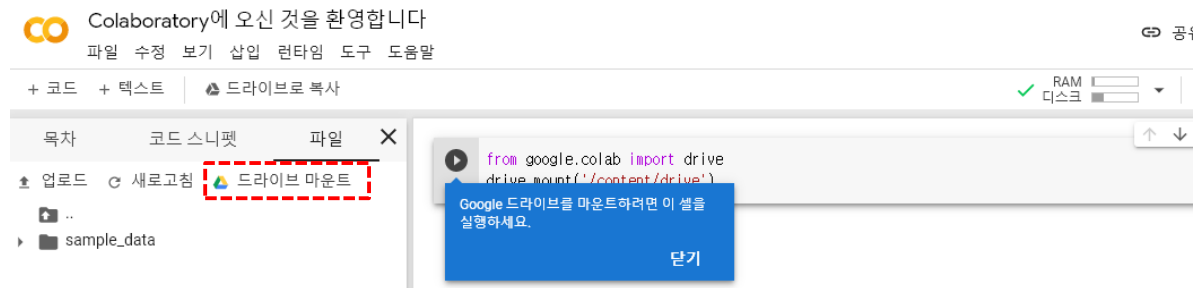 Colaboratory에 오신 것을 환영합니다
공유
파일 수정 보기 삽입 런타임 도구 도움말
+ 코드 + 텍스트 드라이브로 복사
RAM
디스크
목차 코드 스니펫 파일
업로드 새로고침 드라이브 마운트
..
sample_data
from google.colab import drive
drive.mount('/content/drive')
Google 드라이브를 마운트하려면 이 셀을
실행하세요.
닫기